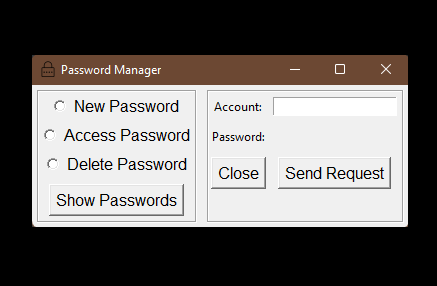 Password Manager
New Password
Access Password
Delete Password
Show Passwords
Account:
Password:
Close
Send Request